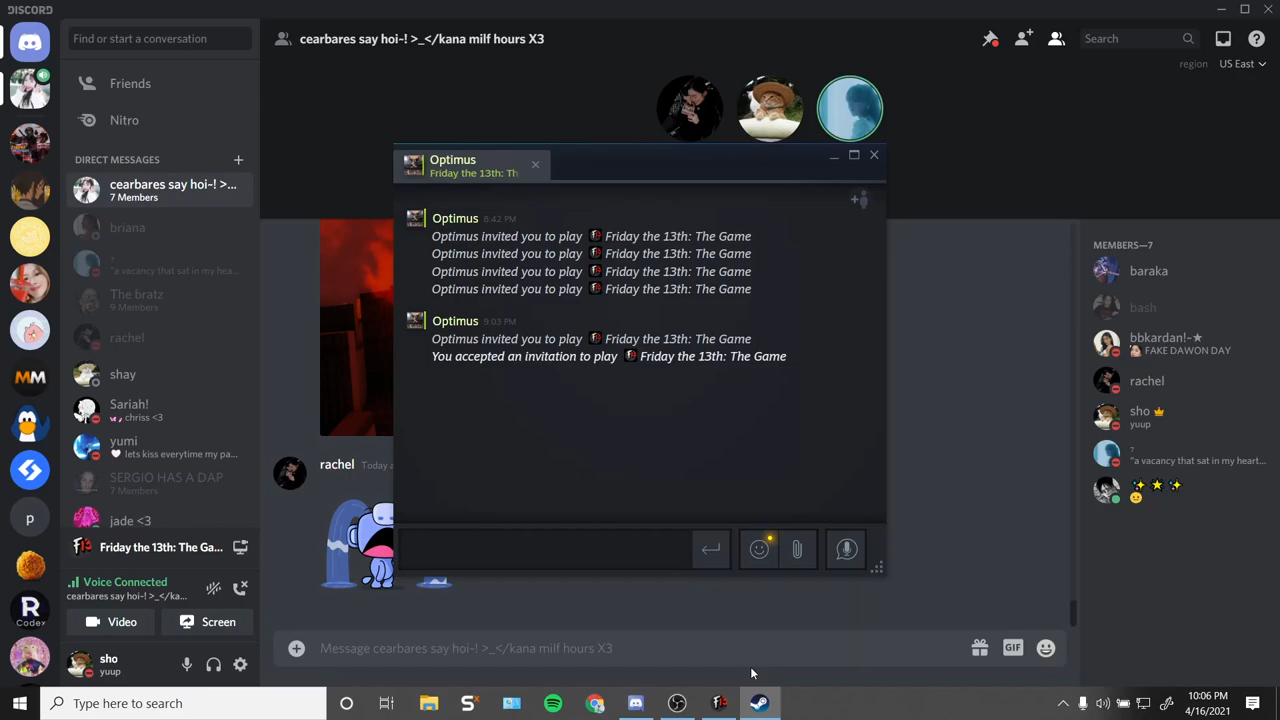 DISCORD
Find or start a conversation
Friends
Nitro
DIRECT MESSAGES
cearbares say hoi~! >...
7 Members
briana
?
"a vacancy that sat in my hear...
The bratz
9 Members
rachel
shay
Sariah!
chriss <3
yumi
lets kiss everytime my pa...
SERGIO HAS A DAP
7 Members
jade <3
Friday the 13th: The Ga...
Voice Connected
cearbares say hoi~! >_</ka...
Video
Screen
sho
yuup
MM
p
R
Codex
cearbares say hoi~! >_</kana milf hours X3
Search
region
US East
Optimus
Friday the 13th: Th
Optimus 8:42 PM
Optimus invited you to play Friday the 13th: The Game
Optimus invited you to play Friday the 13th: The Game
Optimus invited you to play Friday the 13th: The Game
Optimus invited you to play Friday the 13th: The Game
Optimus 9:03 PM
Optimus invited you to play Friday the 13th: The Game
You accepted an invitation to play Friday the 13th: The Game
rachel Today a
Message cearbares say hoi~! >_</kana milf hours X3
GIF
MEMBERS—7
baraka
bash
bbkardan!~★
FAKE DAWON DAY
rachel
sho
yuup
?
"a vacancy that sat in my heart...
Type here to search
10:06 PM
4/16/2021